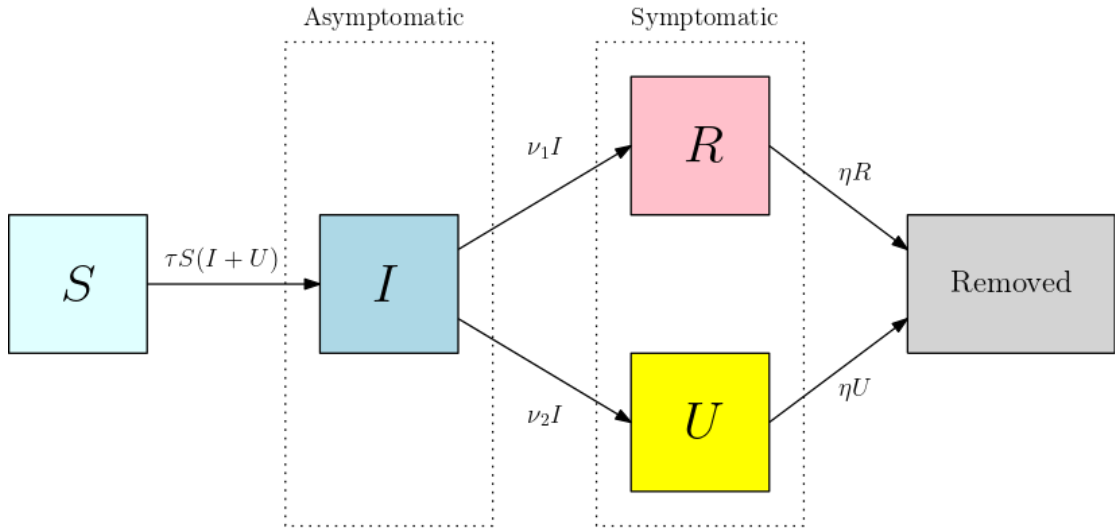 Asymptomatic
Symptomatic
S
τS(I + U)
I
ν₁I
ν₂I
R
U
ηR
ηU
Removed